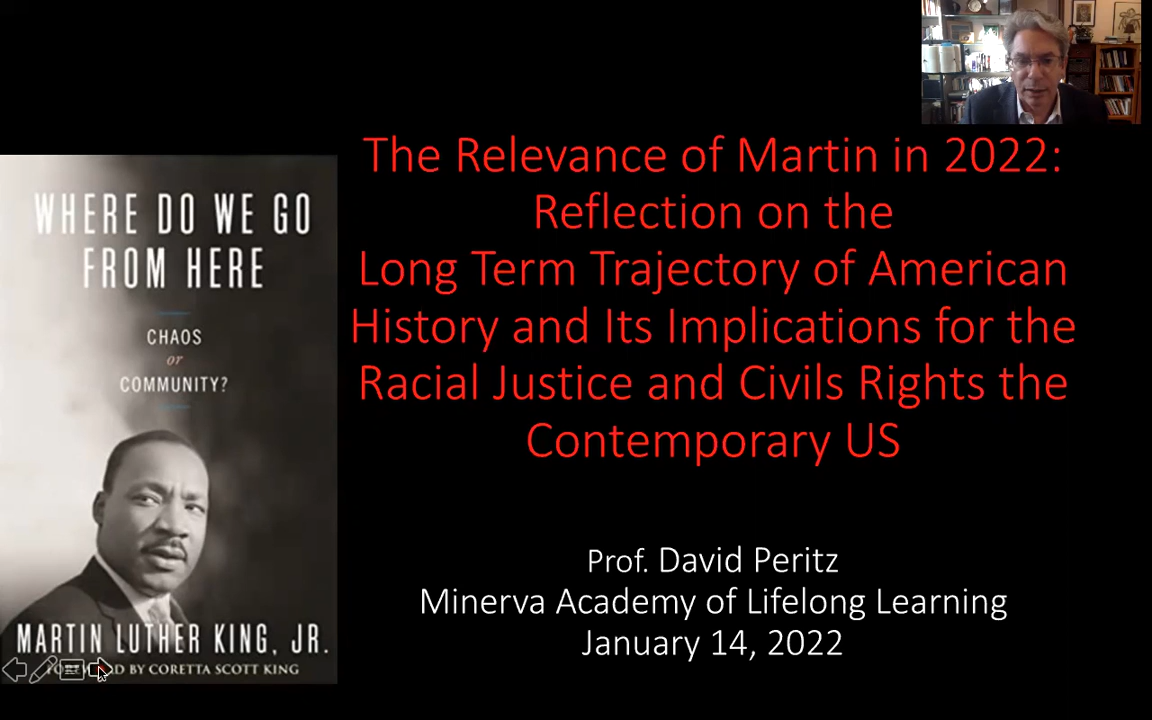 WHERE DO WE GO
FROM HERE
CHAOS
or
COMMUNITY?
MARTIN LUTHER KING, JR.
BY CORETTA SCOTT KING
The Relevance of Martin in 2022:
Reflection on the
Long Term Trajectory of American
History and Its Implications for the
Racial Justice and Civils Rights the
Contemporary US
Prof. David Peritz
Minerva Academy of Lifelong Learning
January 14, 2022